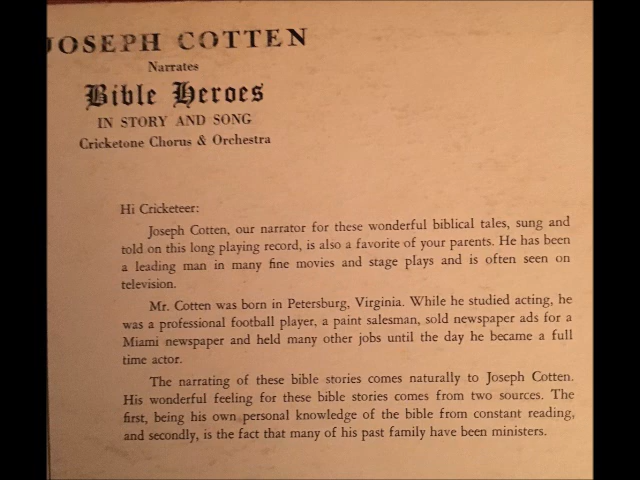 JOSEPH COTTEN
Narrates
Bible Heroes
IN STORY AND SONG
Cricketone Chorus & Orchestra
Hi Cricketeer:
Joseph Cotten, our narrator for these wonderful biblical tales, sung and
told on this long playing record, is also a favorite of your parents. He has been
a leading man in many fine movies and stage plays and is often seen on
television.
Mr. Cotten was born in Petersburg, Virginia. While he studied acting, he
was a professional football player, a paint salesman, sold newspaper ads for a
Miami newspaper and held many other jobs until the day he became a full
time actor.
The narrating of these bible stories comes naturally to Joseph Cotten.
His wonderful feeling for these bible stories comes from two sources. The
first, being his own personal knowledge of the bible from constant reading,
and secondly, is the fact that many of his past family have been ministers.